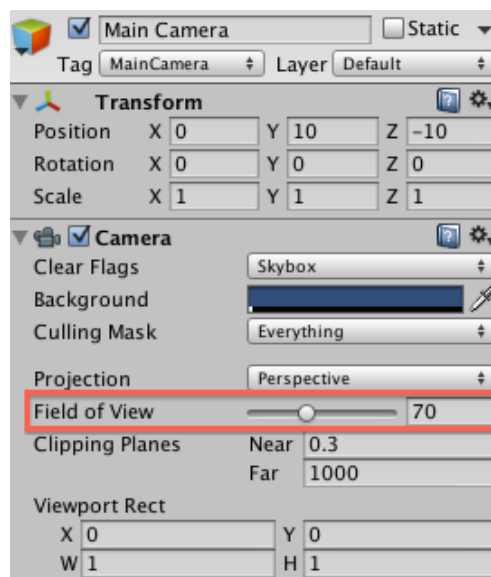 Main Camera Static
Tag MainCamera Layer Default
Transform
Position X 0 Y 10 Z -10
Rotation X 0 Y 0 Z 0
Scale X 1 Y 1 Z 1
Camera
Clear Flags Skybox
Background
Culling Mask Everything
Projection Perspective
Field of View 70
Clipping Planes Near 0.3
Far 1000
Viewport Rect
X 0 Y 0
W 1 H 1